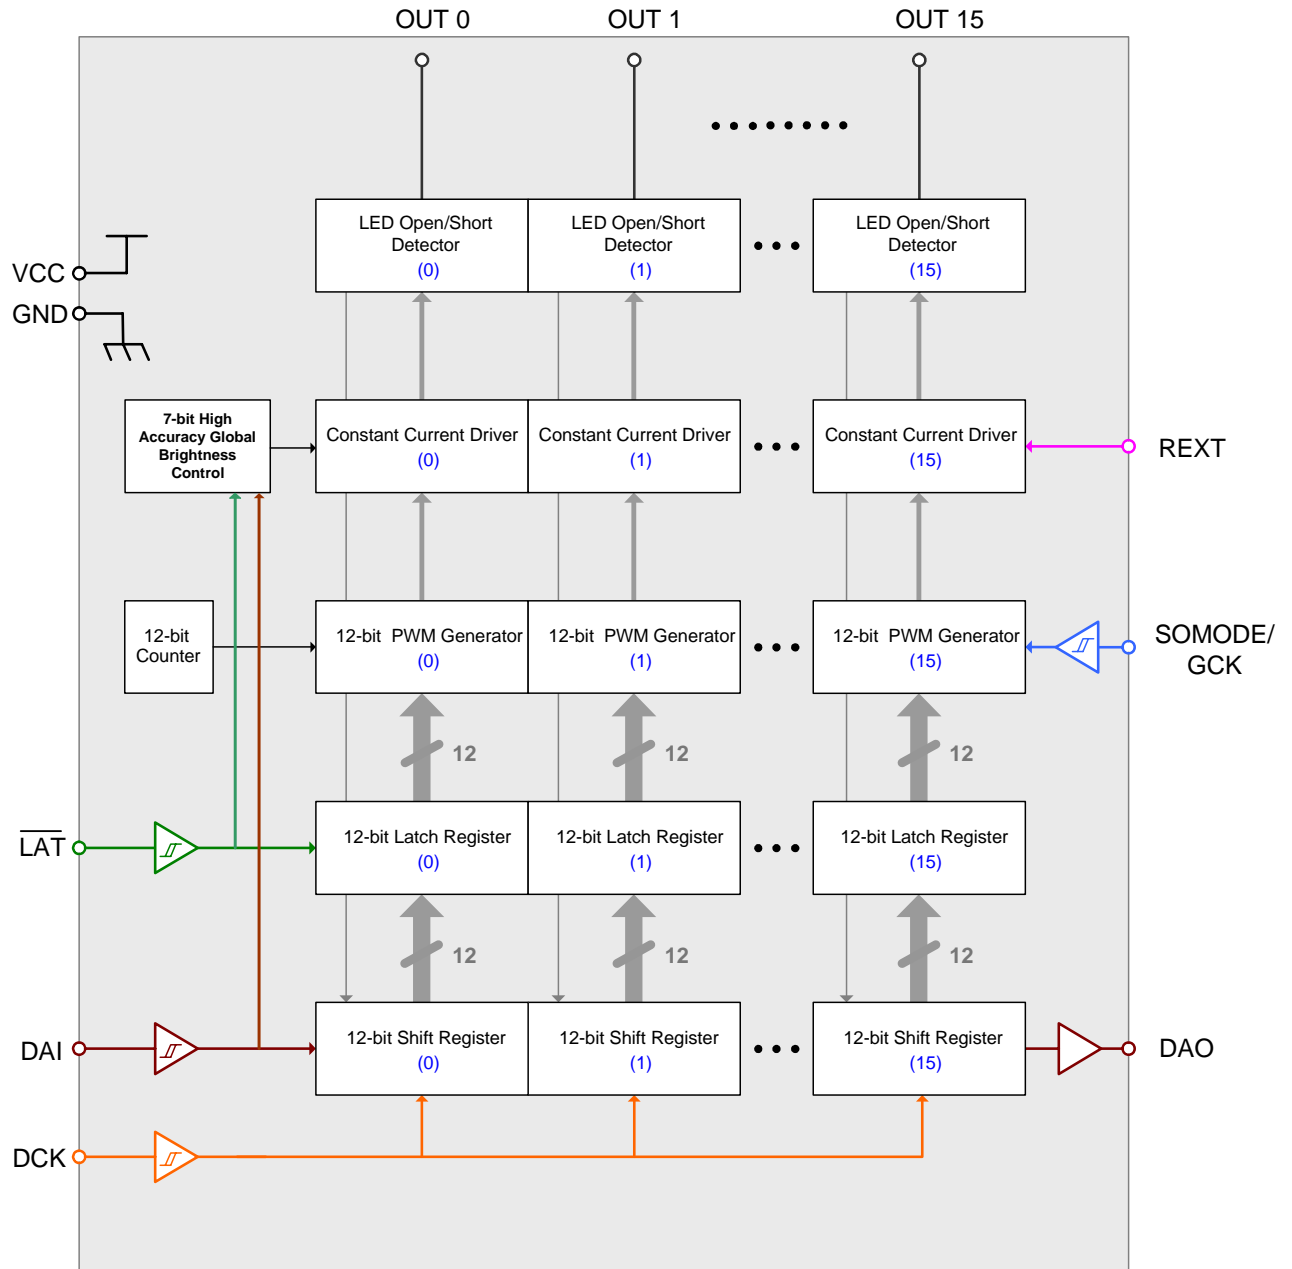 OUT 0 OUT 1 OUT 15
LED Open/Short LED Open/Short LED Open/Short
Detector Detector Detector
(0) (1) (15)
VCC
GND
7-bit High
Accuracy Global
Brightness
Control
Constant Current Driver Constant Current Driver Constant Current Driver
(0) (1) (15)
REXT
12-bit
Counter
12-bit PWM Generator 12-bit PWM Generator 12-bit PWM Generator
(0) (1) (15)
SOMODE/
GCK
12 12 12
LAT
12-bit Latch Register 12-bit Latch Register 12-bit Latch Register
(0) (1) (15)
12 12 12
DAI
12-bit Shift Register 12-bit Shift Register 12-bit Shift Register
(0) (1) (15)
DAO
DCK